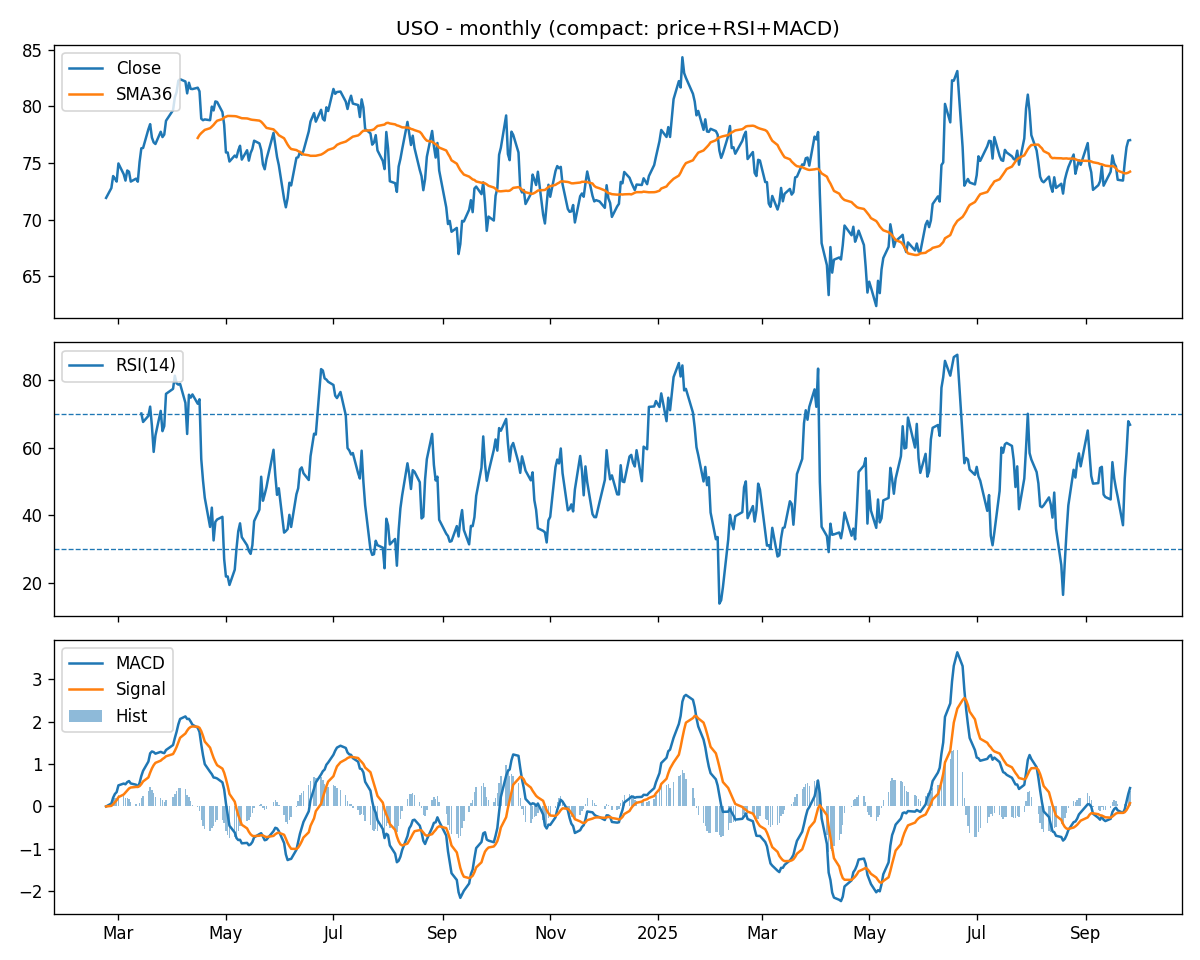 USO - monthly (compact: price+RSI+MACD)
85
80
75
70
65
Close
SMA36
80
60
40
20
RSI(14)
3
2
1
0
−1
−2
MACD
Signal
Hist
Mar May Jul Sep Nov 2025 Mar May Jul Sep